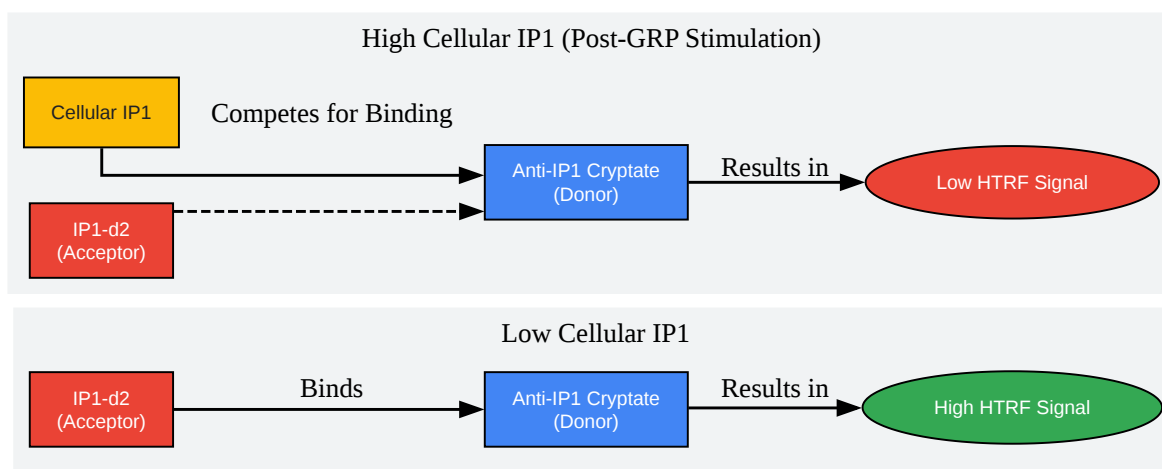 High Cellular IP1 (Post-GRP Stimulation)
Cellular IP1
Competes for Binding
Anti-IP1 Cryptate
(Donor)
Results in
Low HTRF Signal
IP1-d2
(Acceptor)
Low Cellular IP1
IP1-d2
(Acceptor)
Binds
Anti-IP1 Cryptate
(Donor)
Results in
High HTRF Signal